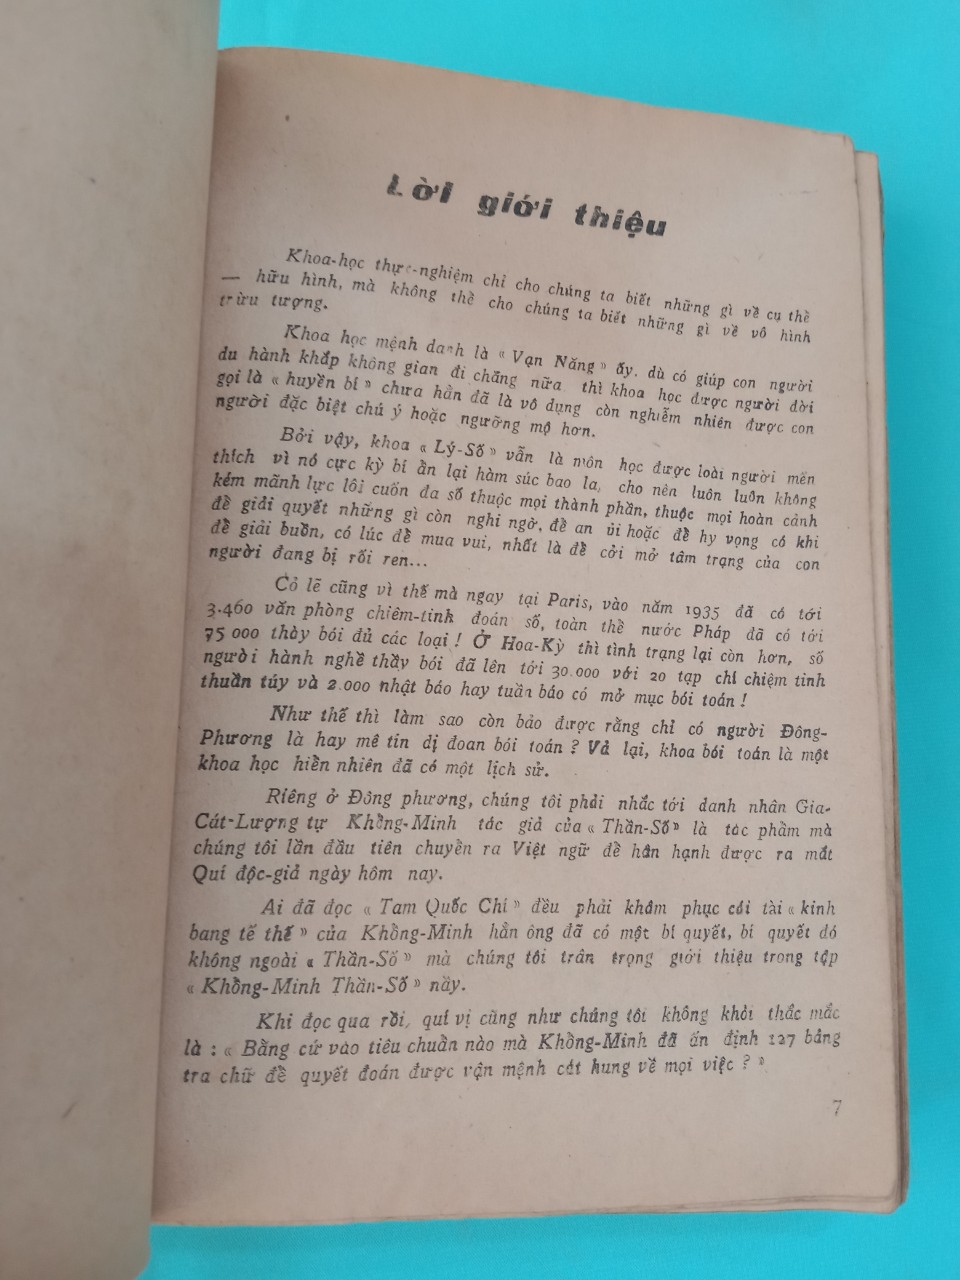 Lời giới thiệu
Khoa-học thực-nghiệm chỉ cho chúng ta biết những gì về cụ thể
— hữu hình, mà không thể cho chúng ta biết những gì về vô hình
trừu tượng.
Khoa học mệnh danh là « Vạn Năng » ấy. dù có giúp con người
du hành khắp không gian đi chăng nữa thì khoa học được người đời
gọi là « huyền bí » chưa hẳn đã là vô dụng còn nghiễm nhiên được con
người đặc biệt chú ý hoặc ngưỡng mộ hơn.
Bởi vậy, khoa « Lý-Số » vẫn là môn học được loài người mến
thích vì nó cực kỳ bí ẩn lại hàm súc bao la, cho nên luôn luôn không
kém mãnh lực lôi cuốn đa số thuộc mọi thành phần, thuộc mọi hoàn cảnh
để giải quyết những gì còn nghi ngờ, để an ủi hoặc để hy vọng có khi
để giải buồn, có lúc để mua vui, nhất là để cởi mở tâm trạng của con
người đang bị rối ren...
Có lẽ cũng vì thế mà ngay tại Paris, vào năm 1935 đã có tới
3.460 văn phòng chiêm-tinh đoán số, toàn thể nước Pháp đã có tới
75 000 thày bói đủ các loại ! Ở Hoa-Kỳ thì tình trạng lại còn hơn, số
người hành nghề thầy bói đã lên tới 30.000 với 20 tạp chí chiêm tinh
thuần túy và 2.000 nhật báo hay tuần báo có mở mục bói toán !
Như thế thì làm sao còn bảo được rằng chỉ có người Đông-
Phương là hay mê tín dị đoan bói toán ? Vả lại, khoa bói toán là một
khoa học hiển nhiên đã có một lịch sử.
Riêng ở Đông phương, chúng tôi phải nhắc tới danh nhân Gia-
Cát-Lượng tự Khổng-Minh tác giả của « Thần-Số » là tác phẩm mà
chúng tôi lần đầu tiên chuyển ra Việt ngữ để hân hạnh được ra mắt
Quí độc-giả ngày hôm nay.
Ai đã đọc « Tam Quốc Chí » đều phải khâm phục cái tài « kinh
bang tế thế » của Khổng-Minh hẳn ông đã có một bí quyết, bí quyết đó
không ngoài « Thần-Số » mà chúng tôi trân trọng giới thiệu trong tập
« Khổng-Minh Thần-Số » nầy.
Khi đọc qua rồi, quí vị cũng như chúng tôi không khỏi thắc mắc
là : « Bằng cứ vào tiêu chuẩn nào mà Khổng-Minh đã ấn định 127 bảng
tra chữ để quyết đoán được vận mệnh cát hung về mọi việc ? »
7